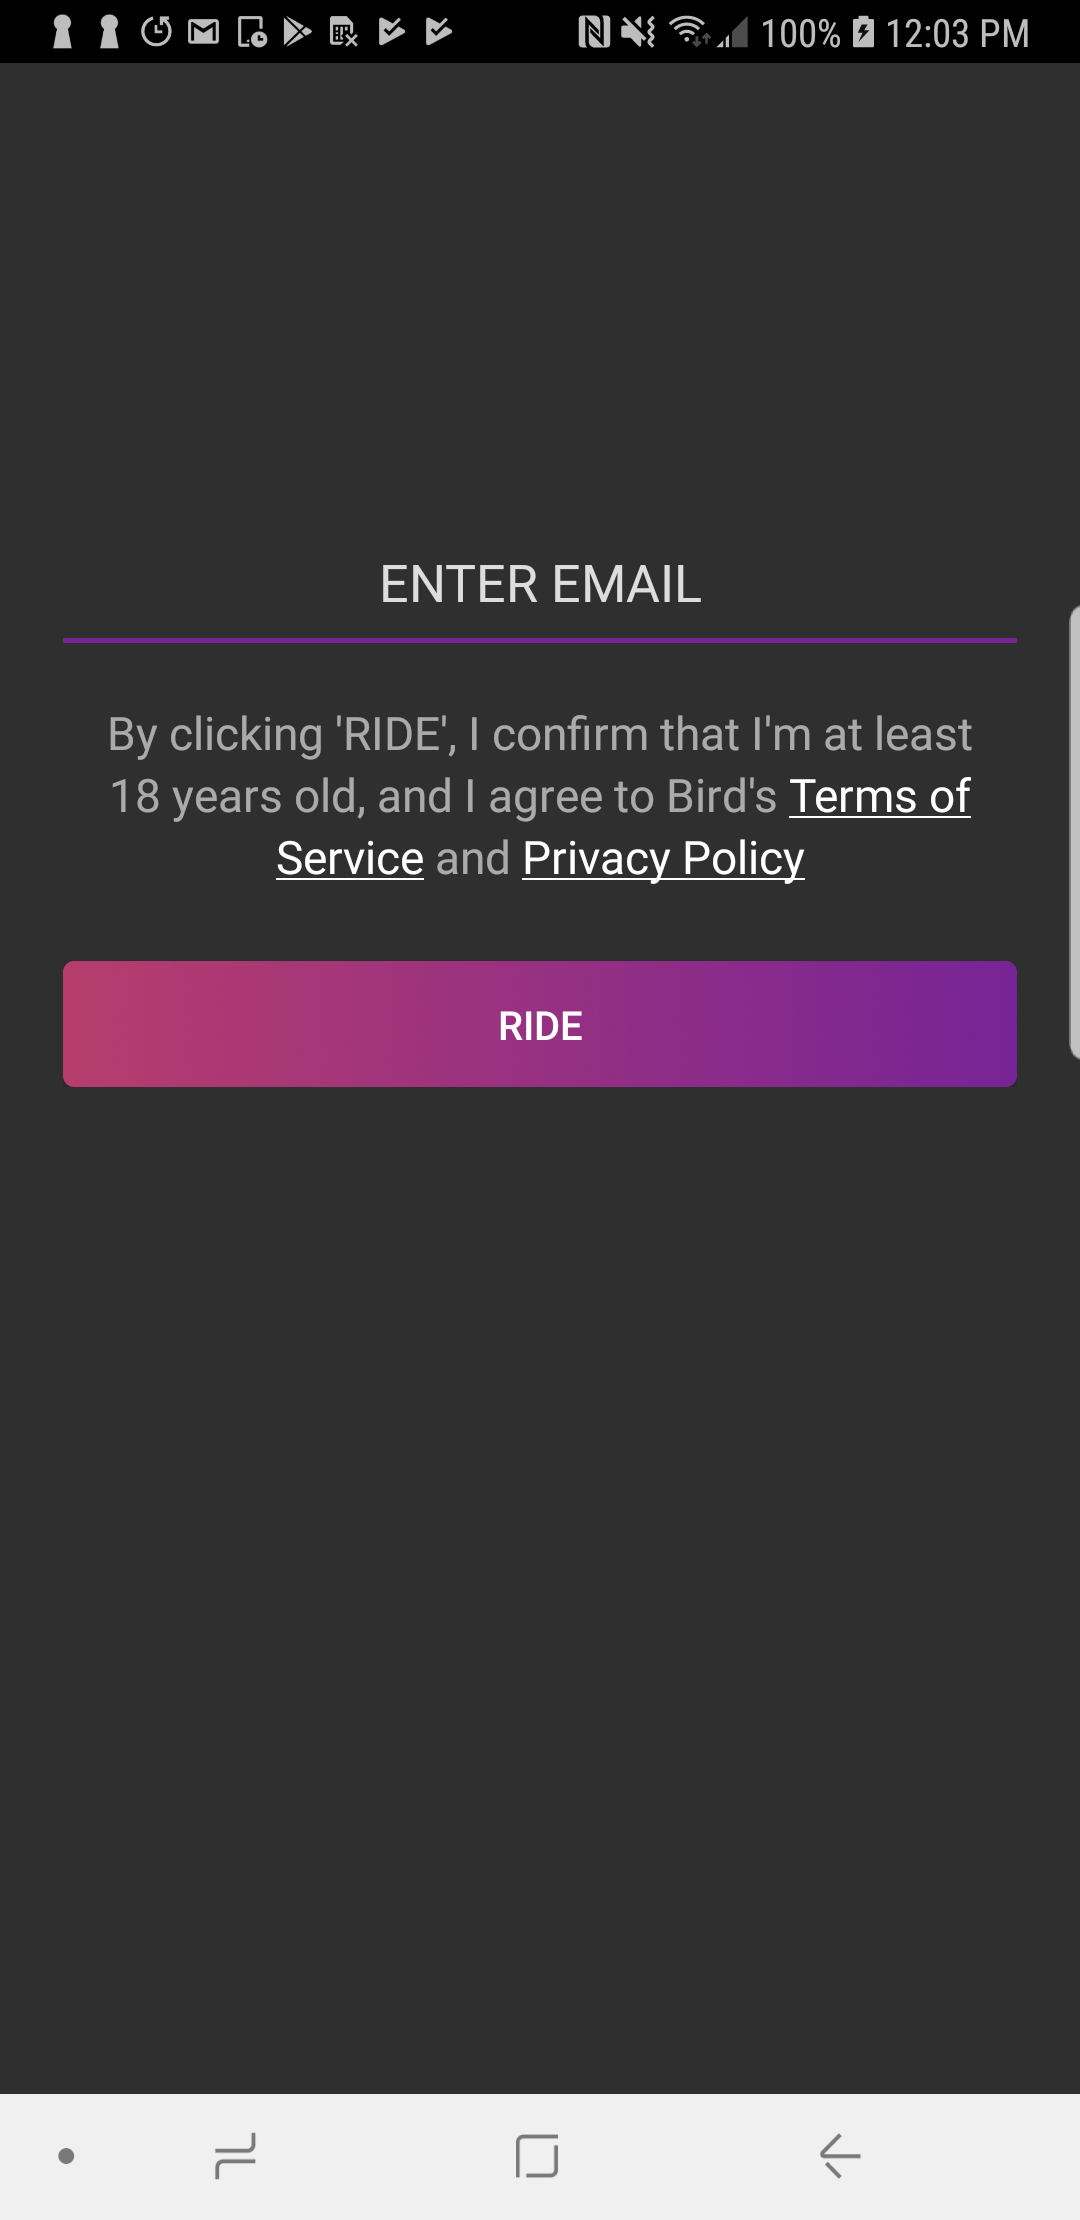 100% 12:03 PM
ENTER EMAIL
By clicking 'RIDE', I confirm that I'm at least
18 years old, and I agree to Bird's Terms of
Service and Privacy Policy
RIDE